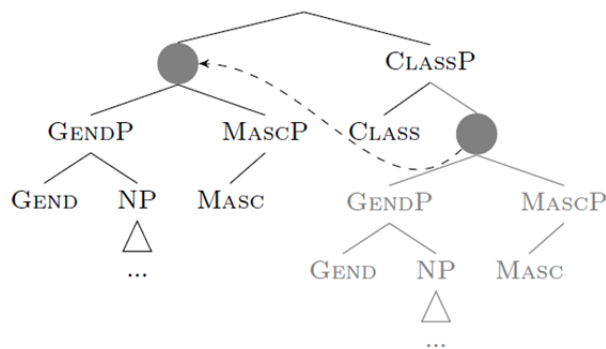 CLASSP
GENDP MASCP CLASS
GEND NP MASC GENDP MASCP
... GEND NP MASC
...